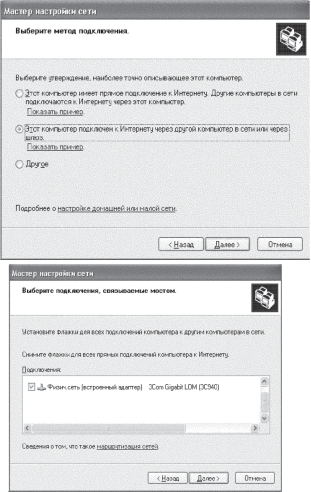 Мастер настройки сети
Выберите метод подключения.
Выберите утверждение, наиболее точно описывающее этот компьютер:
Этот компьютер имеет прямое подключение к Интернету. Другие компьютеры в сети
подключаются к Интернету через этот компьютер.
Показать пример.
Этот компьютер подключен к Интернету через другой компьютер в сети или через
шлюз.
Показать пример.
Другое
Подробнее о настройке домашней или малой сети.
< Назад Далее > Отмена
Мастер настройки сети
Выберите подключения, связываемые мостом.
Установите флажки для всех подключений компьютера к другим компьютерам в сети.
Снимите флажки для всех прямых подключений компьютера к Интернету.
Подключения:
Физич.сеть (встроенный адаптер) 3Com Gigabit LOM (3C940)
Сведения о том, что такое маршрутизация сетей.
< Назад Далее > Отмена